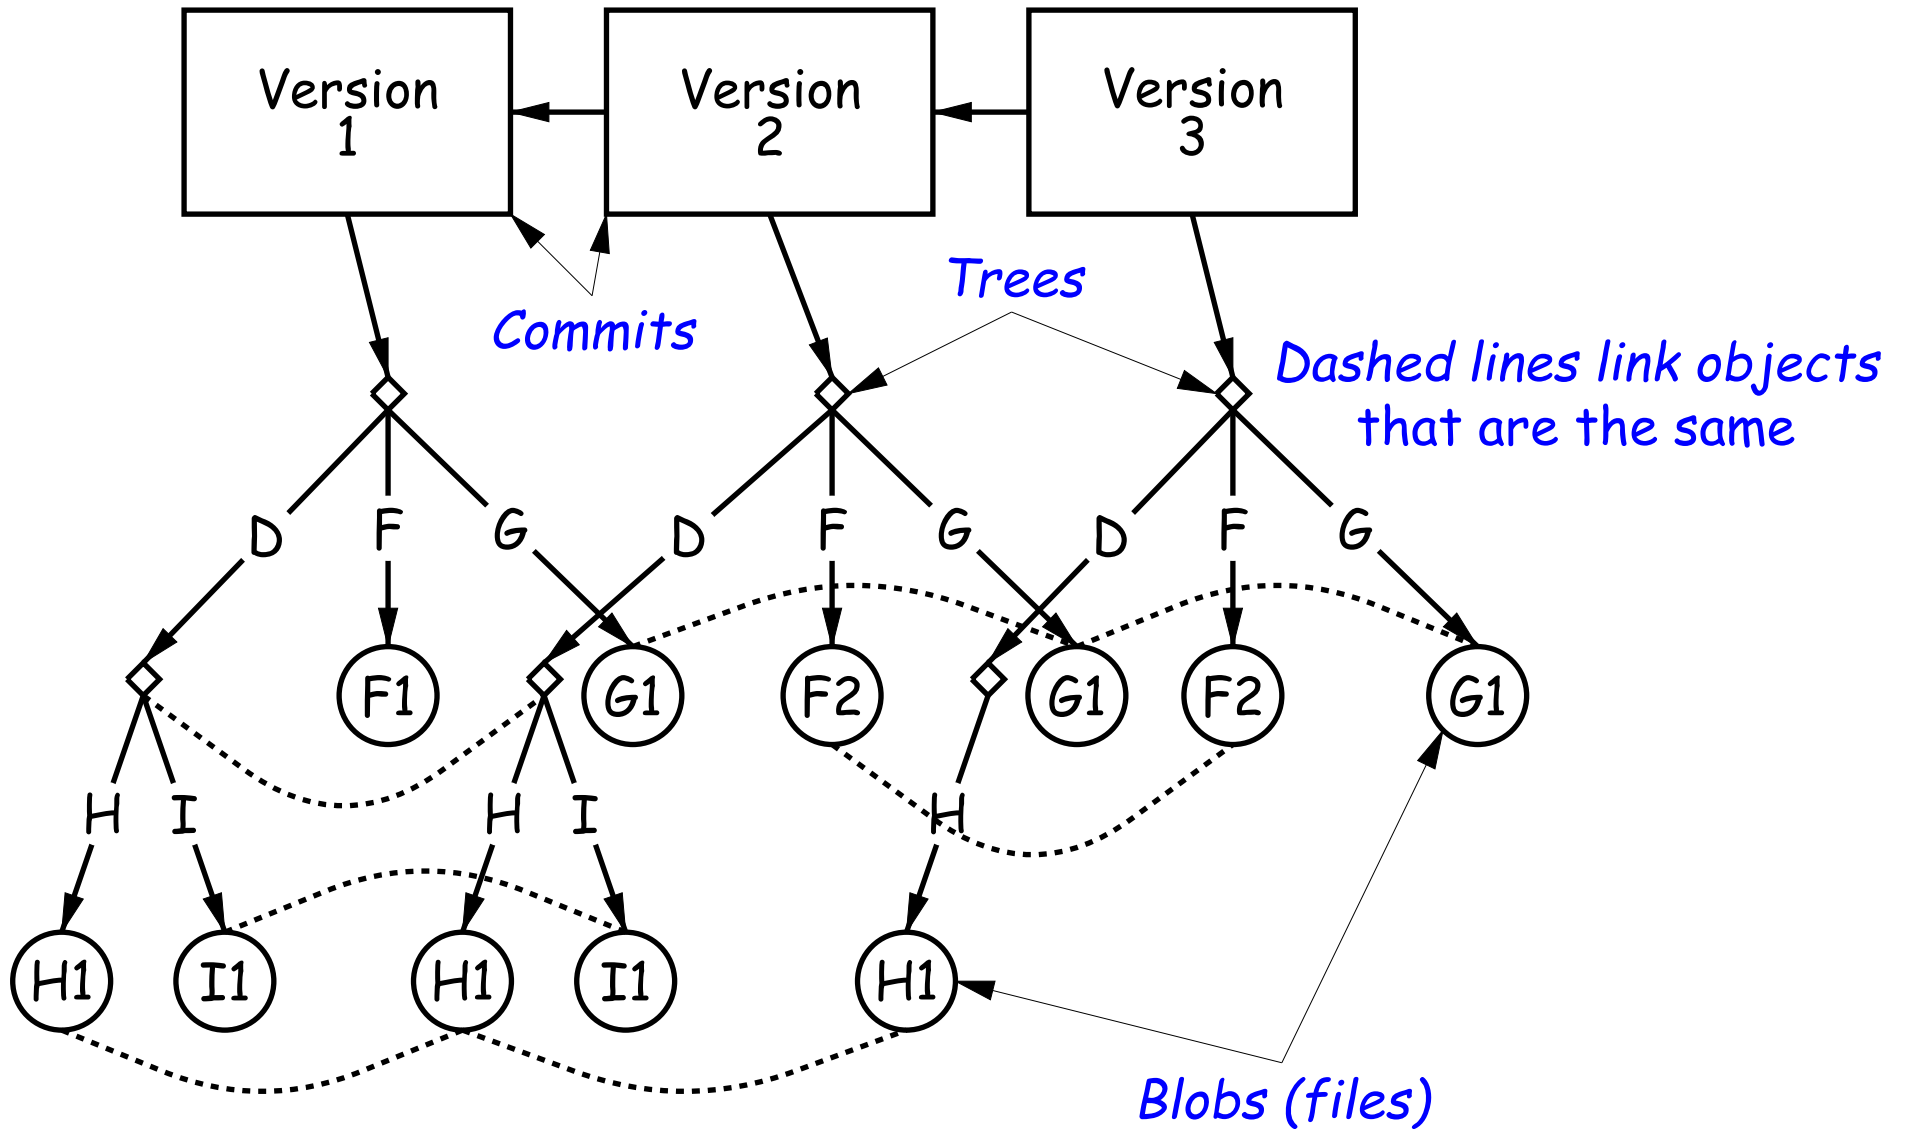 Version
1
Version
2
Version
3
Commits
Trees
Dashed lines link objects
that are the same
D
F
G
D
F
G
D
F
G
F1
G1
F2
G1
F2
G1
H
I
H
I
H
H1
I1
H1
I1
H1
Blobs (files)